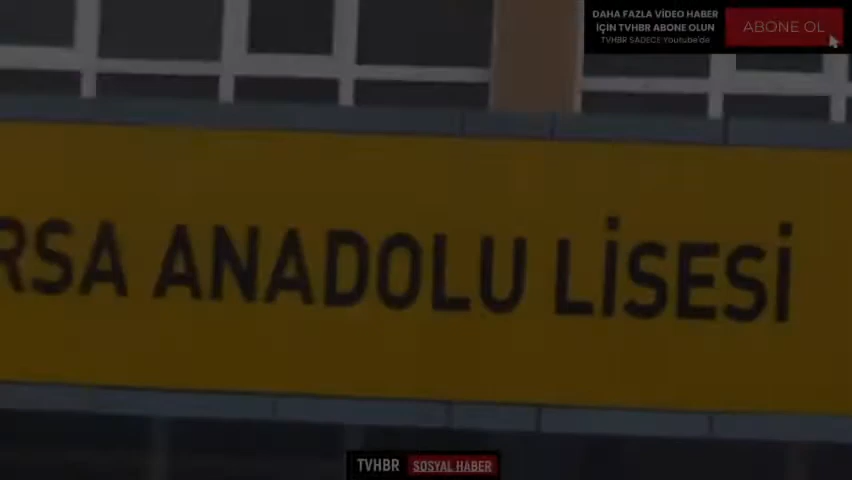 DAHA FAZLA VİDEO HABER
İÇİN TVHBR ABONE OLUN
TVHBR SADECE Youtube'de
ABONE OL
RSA ANADOLU LİSESİ
TVHBR SOSYAL HABER